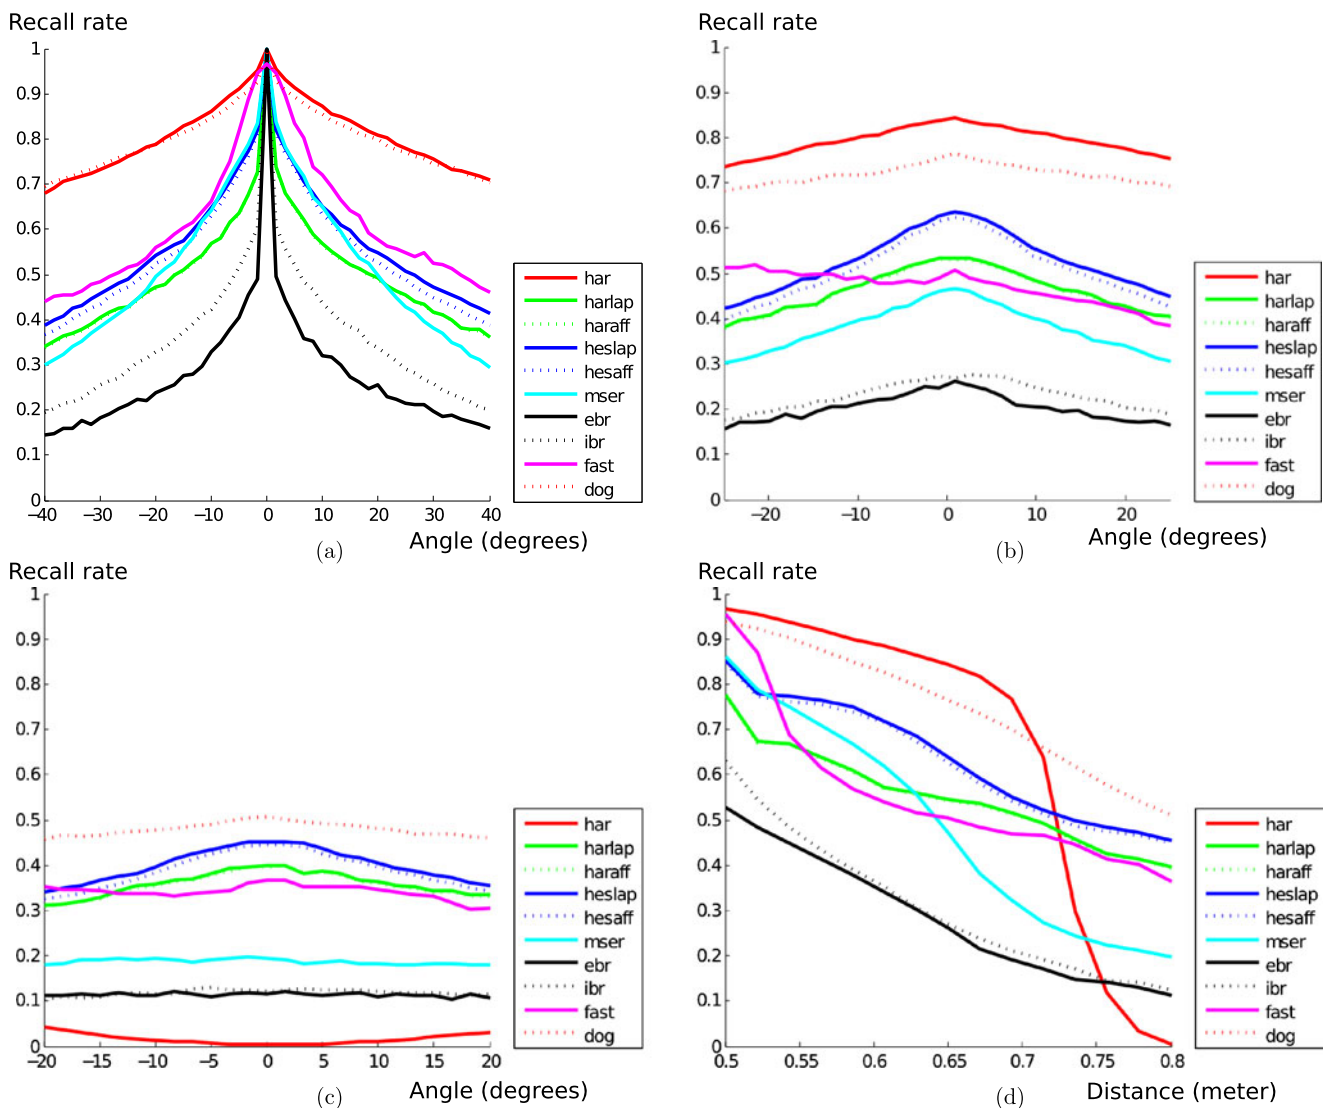 Recall rate
1
0.9
0.8
0.7
0.6
0.5
0.4
0.3
0.2
0.1
0
−40 −30 −20 −10 0 10 20 30 40
Angle (degrees)
(a)
har
harlap
haraff
heslap
hesaff
mser
ebr
ibr
fast
dog
Recall rate
1
0.9
0.8
0.7
0.6
0.5
0.4
0.3
0.2
0.1
0
−20 −10 0 10 20
Angle (degrees)
(b)
har
harlap
haraff
heslap
hesaff
mser
ebr
ibr
fast
dog
Recall rate
1
0.9
0.8
0.7
0.6
0.5
0.4
0.3
0.2
0.1
0
−20 −15 −10 −5 0 5 10 15 20
Angle (degrees)
(c)
har
harlap
haraff
heslap
hesaff
mser
ebr
ibr
fast
dog
Recall rate
1
0.9
0.8
0.7
0.6
0.5
0.4
0.3
0.2
0.1
0
0.5 0.55 0.6 0.65 0.7 0.75 0.8
Distance (meter)
(d)
har
harlap
haraff
heslap
hesaff
mser
ebr
ibr
fast
dog